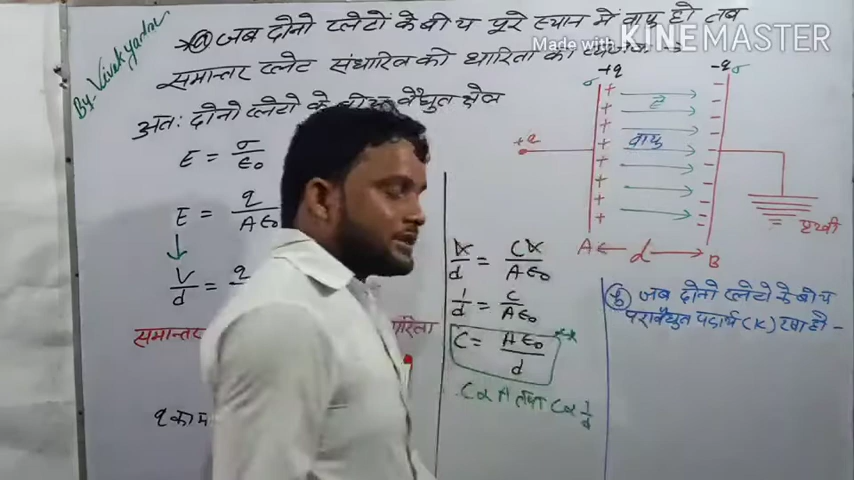 By- Vivek yadav
→(a) जब दोनो प्लेटों के बीच पूरे स्थान में वायु हो तब
समान्तर प्लेट संधारित्र की धारिता का व्यंजक →
अतः दोनो प्लेटो के बीच वैद्युत क्षेत्र
Made with KINEMASTER
E = σ/ε₀
E = q/Aε₀
↓
V/d = q
समान्तर धारिता
q का मा
V/d = CV/Aε₀
1/d = C/Aε₀
C = Aε₀/d
C ∝ A तथा C ∝ 1/d
σ +q -q σ
E
+q वायु
पृथ्वी
A ← d → B
(b) जब दोनो प्लेटो के बीच
परावैद्युत पदार्थ (K) रखा हो -